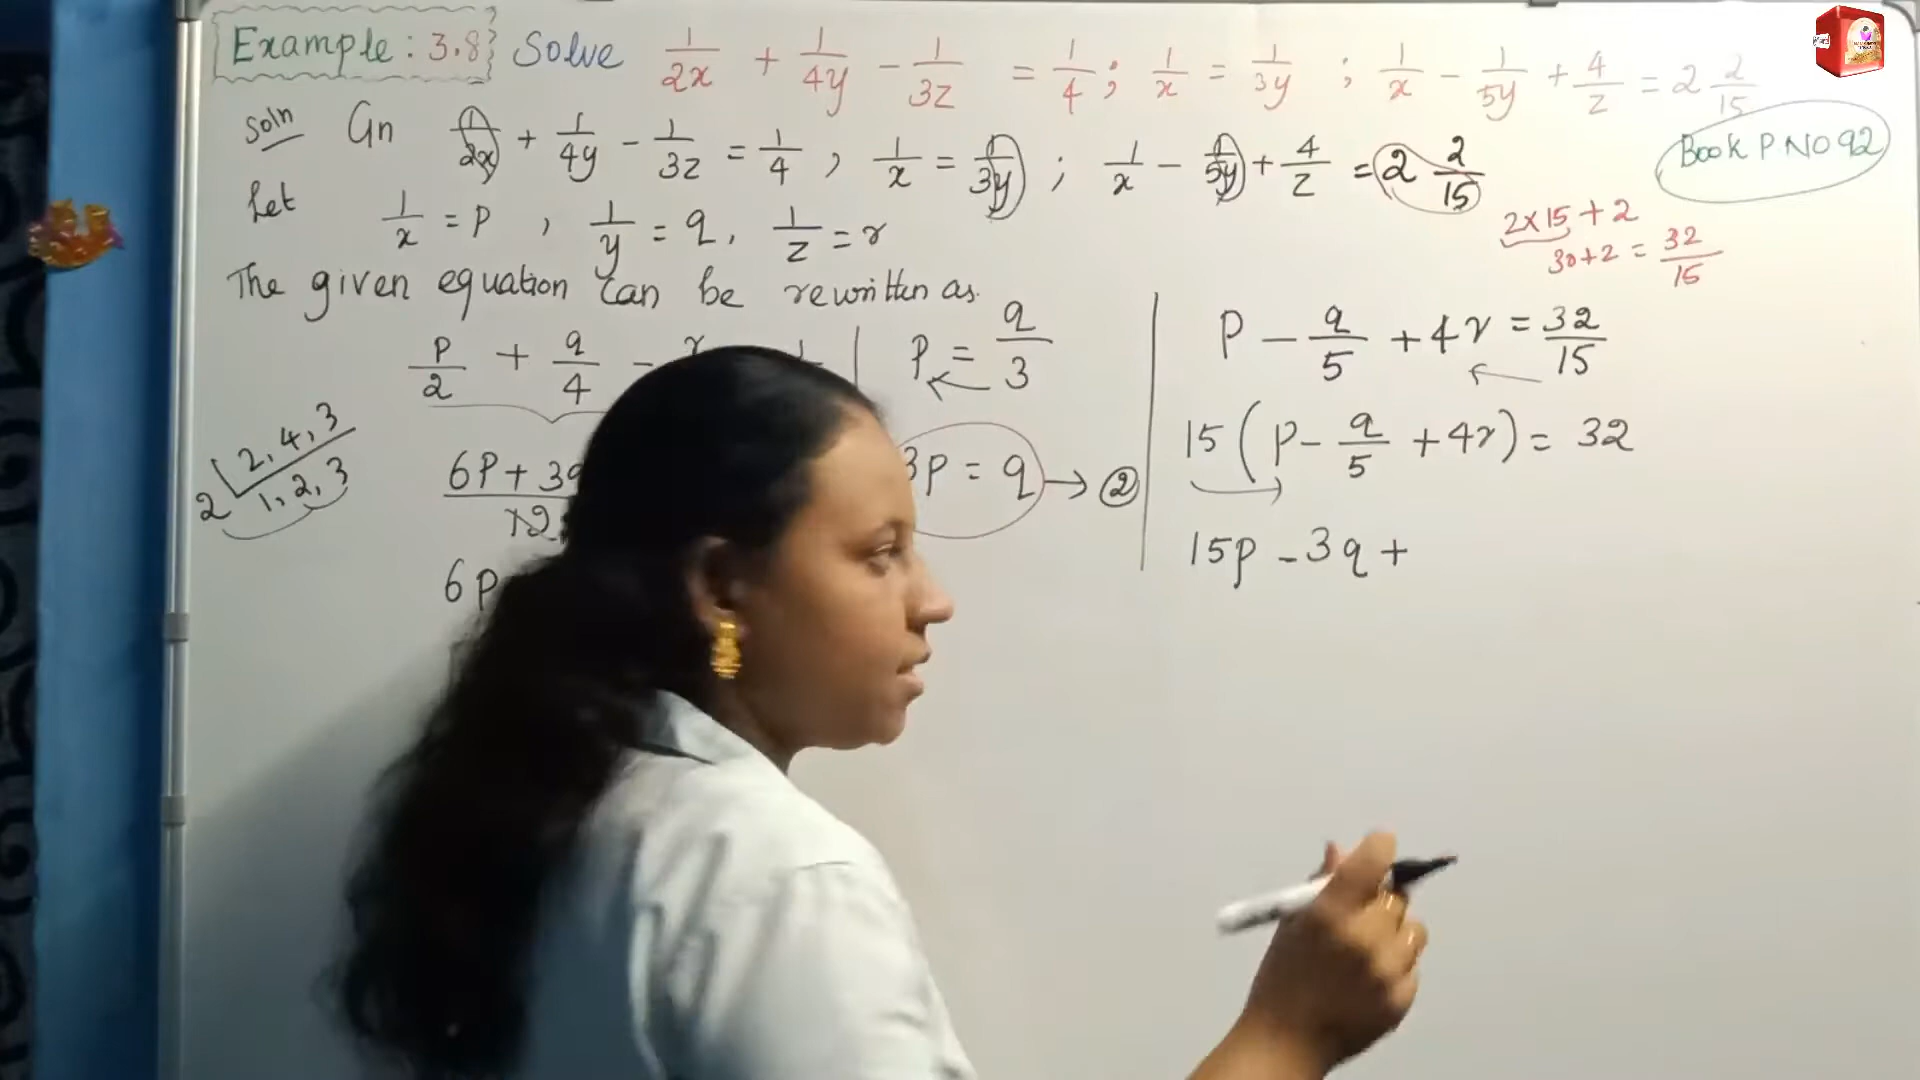 Example: 3.8 Solve 1/2x + 1/4y - 1/3z = 1/4 ; 1/x = 1/3y ; 1/x - 1/5y + 4/z = 2 2/15
Soln Gn 1/2x + 1/4y - 1/3z = 1/4 , 1/x = 1/3y ; 1/x - 1/5y + 4/z = 2 2/15
Book P NO 92
Let 1/x = p , 1/y = q , 1/z = r
2x15 + 2
30+2 = 32/15
The given equation can be rewritten as.
p/2 + q/4 -
p = q/3
p - q/5 + 4r = 32/15
2 | 2, 4, 3
1, 2, 3
6p + 3q
12
3p = q → ②
15 ( p - q/5 + 4r ) = 32
6p
15p - 3q +